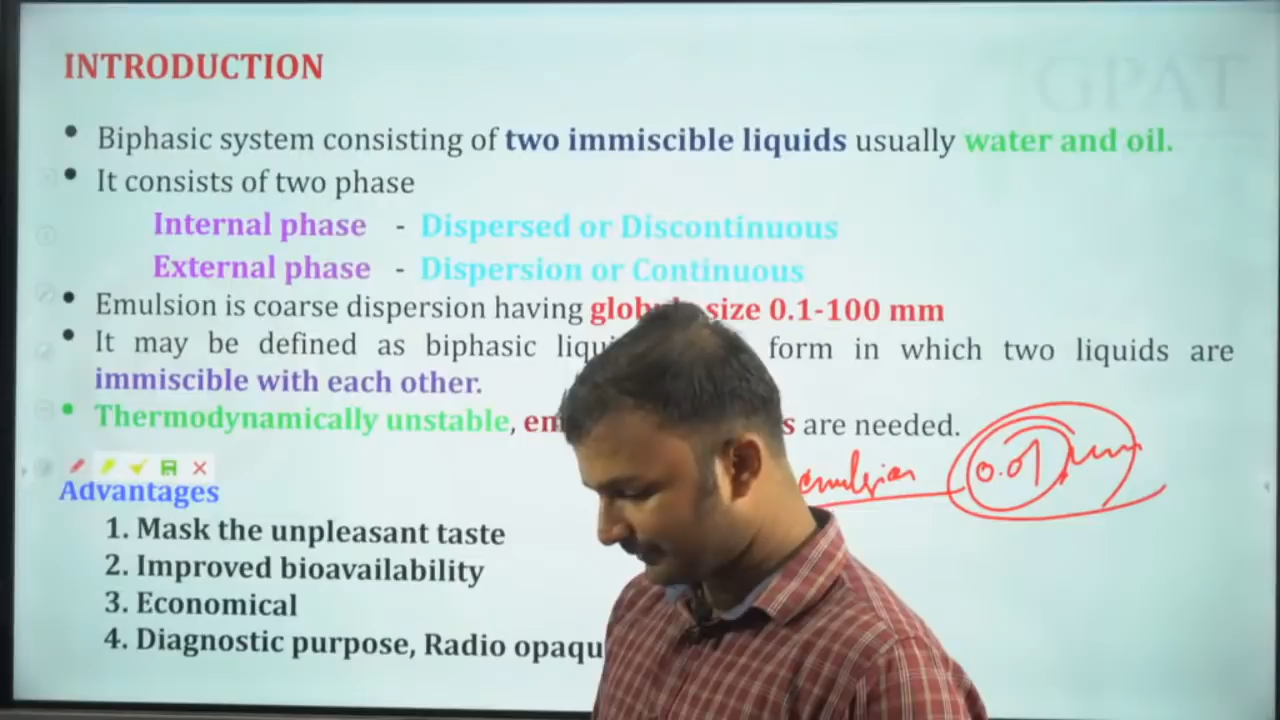 GPAT
INTRODUCTION
• Biphasic system consisting of two immiscible liquids usually water and oil.
• It consists of two phase
Internal phase - Dispersed or Discontinuous
External phase - Dispersion or Continuous
• Emulsion is coarse dispersion having size 0.1-100 mm
• It may be defined as biphasic form in which two liquids are
immiscible with each other.
• Thermodynamically unstable, are needed.
emulsion 0.01
Advantages
1. Mask the unpleasant taste
2. Improved bioavailability
3. Economical
4. Diagnostic purpose, Radio opaqu